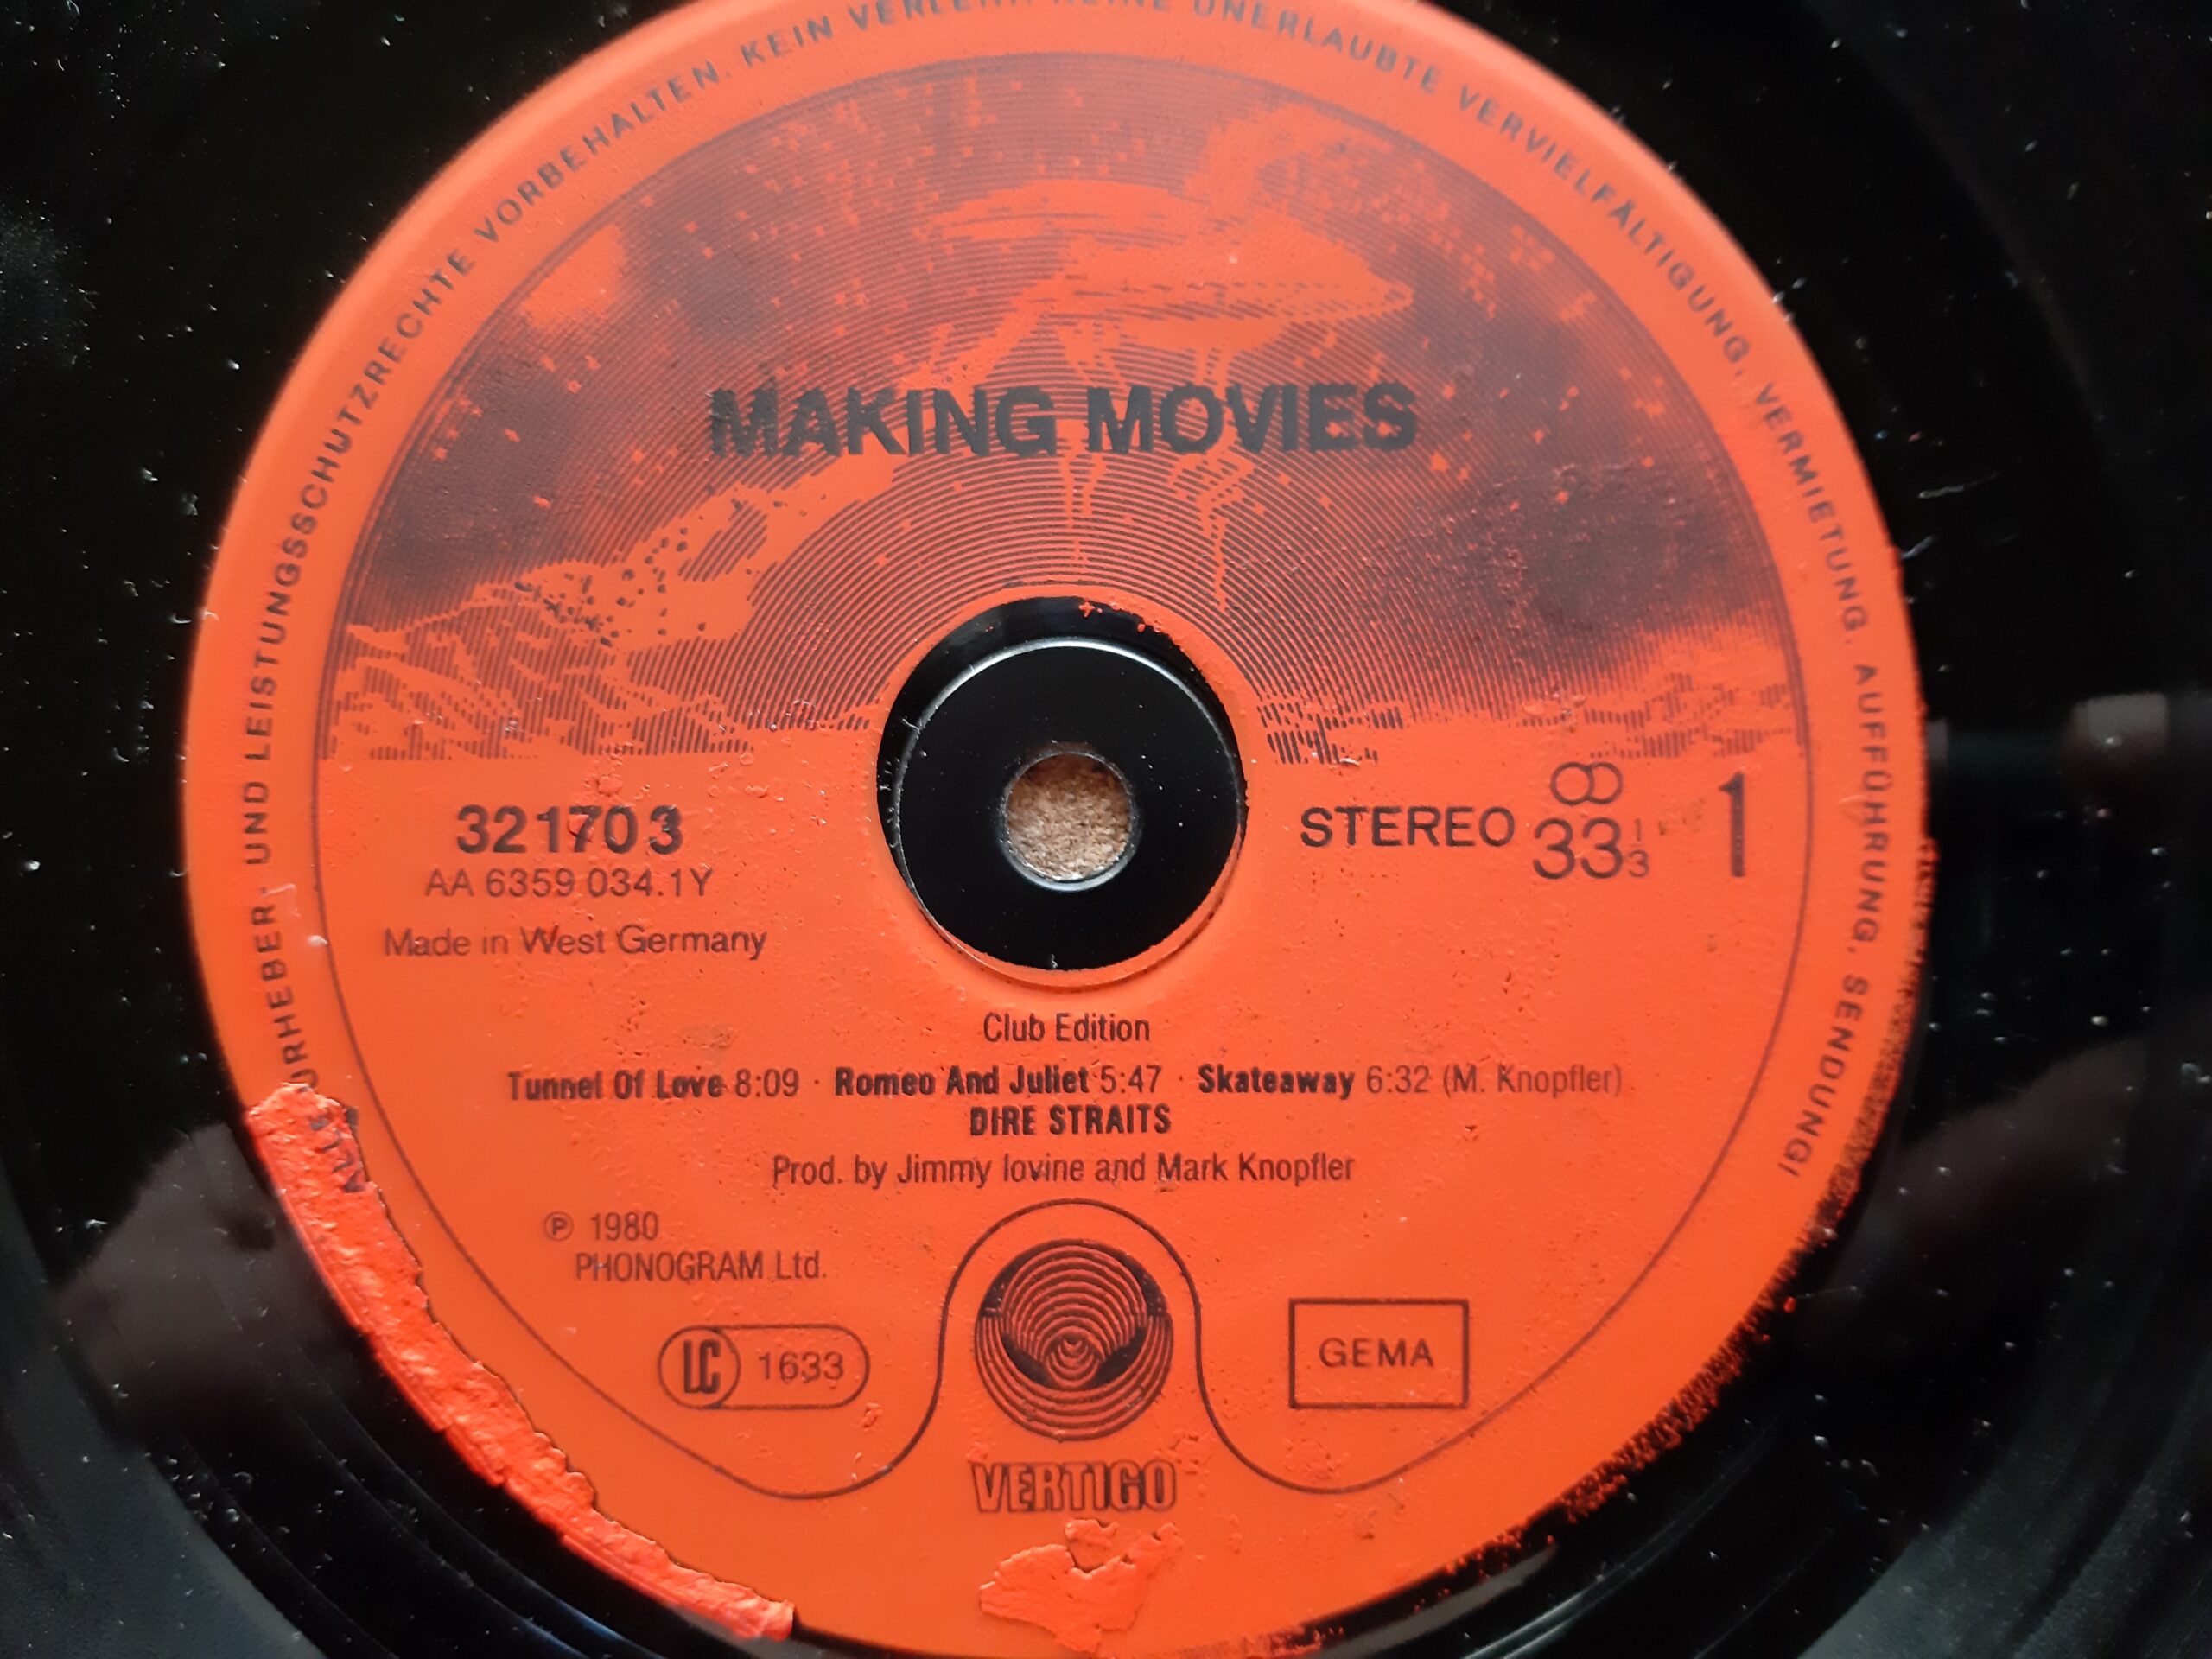 ALLE URHEBER- UND LEISTUNGSSCHUTZRECHTE VORBEHALTEN. KEIN VERLEIH! KEINE UNERLAUBTE VERVIELFÄLTIGUNG, VERMIETUNG, AUFFÜHRUNG, SENDUNG!
MAKING MOVIES
321703
AA 6359 034.1Y
Made in West Germany
STEREO 33 1/3 1
Club Edition
Tunnel Of Love 8:09 · Romeo And Juliet 5:47 · Skateaway 6:32 (M. Knopfler)
DIRE STRAITS
Prod. by Jimmy Iovine and Mark Knopfler
℗ 1980
PHONOGRAM Ltd.
LC 1633
GEMA
VERTIGO